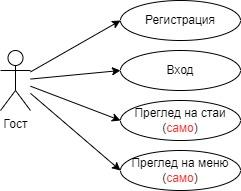 Регистрация
Вход
Гост
Преглед на стаи
(само)
Преглед на меню
(само)